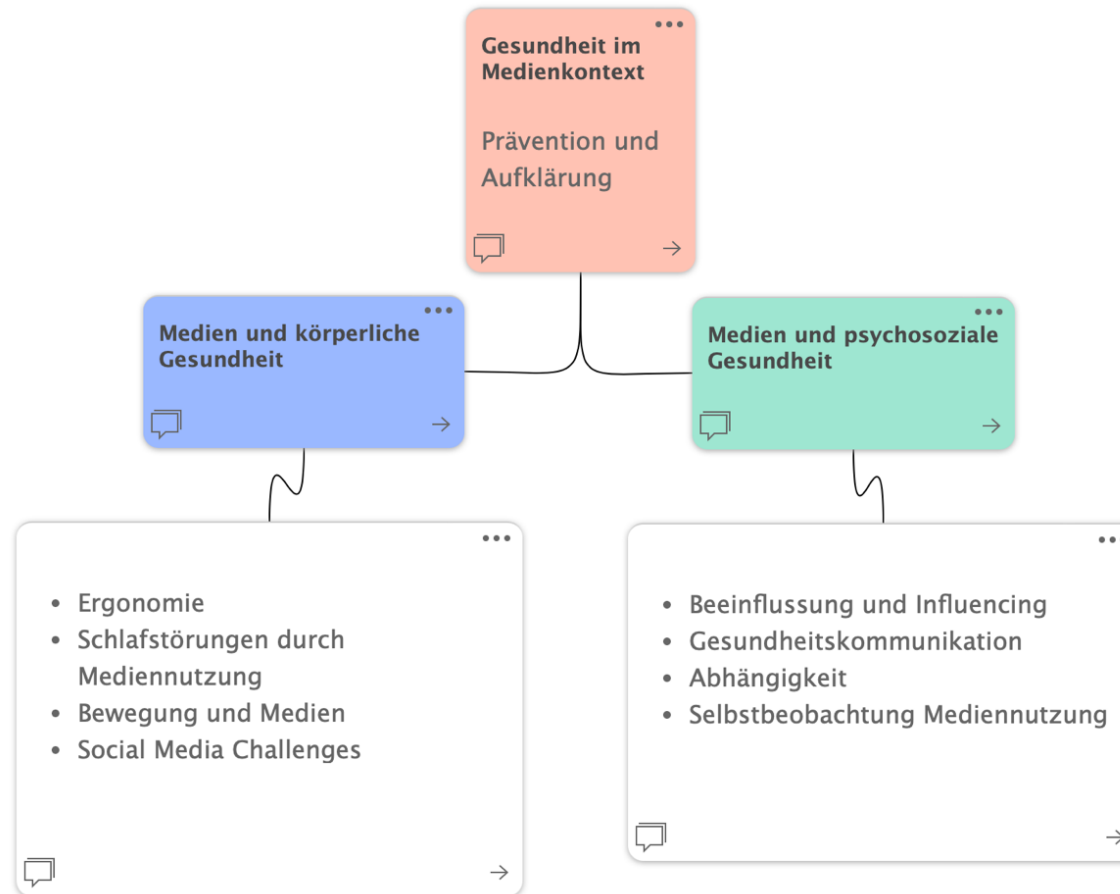 Gesundheit im
Medienkontext
Prävention und
Aufklärung
Medien und körperliche
Gesundheit
Medien und psychosoziale
Gesundheit
• Ergonomie
• Schlafstörungen durch
Mediennutzung
• Bewegung und Medien
• Social Media Challenges
• Beeinflussung und Influencing
• Gesundheitskommunikation
• Abhängigkeit
• Selbstbeobachtung Mediennutzung